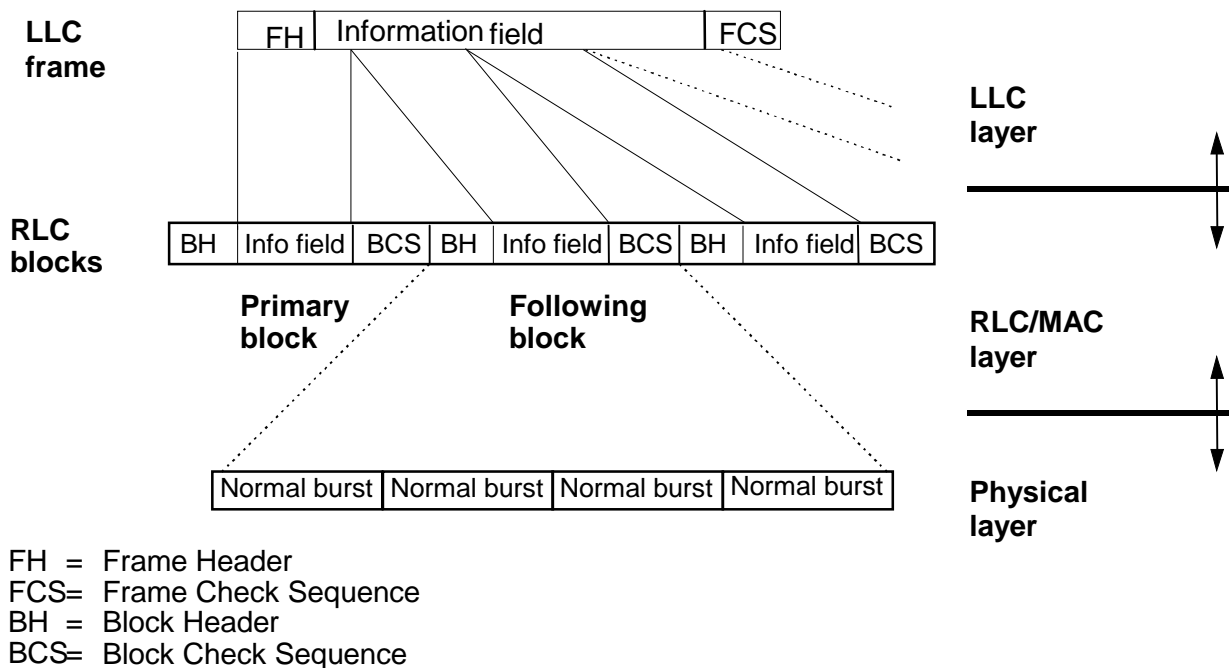 LLC
frame
FH Information field FCS
LLC
layer
RLC
blocks
BH Info field BCS BH Info field BCS BH Info field BCS
Primary
block
Following
block
RLC/MAC
layer
Normal burst Normal burst Normal burst Normal burst
Physical
layer
FH = Frame Header
FCS= Frame Check Sequence
BH = Block Header
BCS= Block Check Sequence